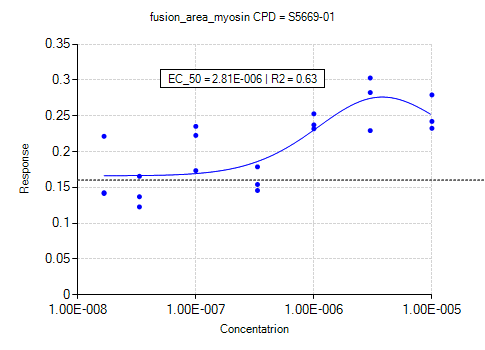 fusion_area_myosin CPD = S5669-01
0.35
0.3
EC_50 =2.81E-006 | R2 = 0.63
0.25
0.2
Response
0.15
0.1
0.05
0
1.00E-008 1.00E-007 1.00E-006 1.00E-005
Concentatrion